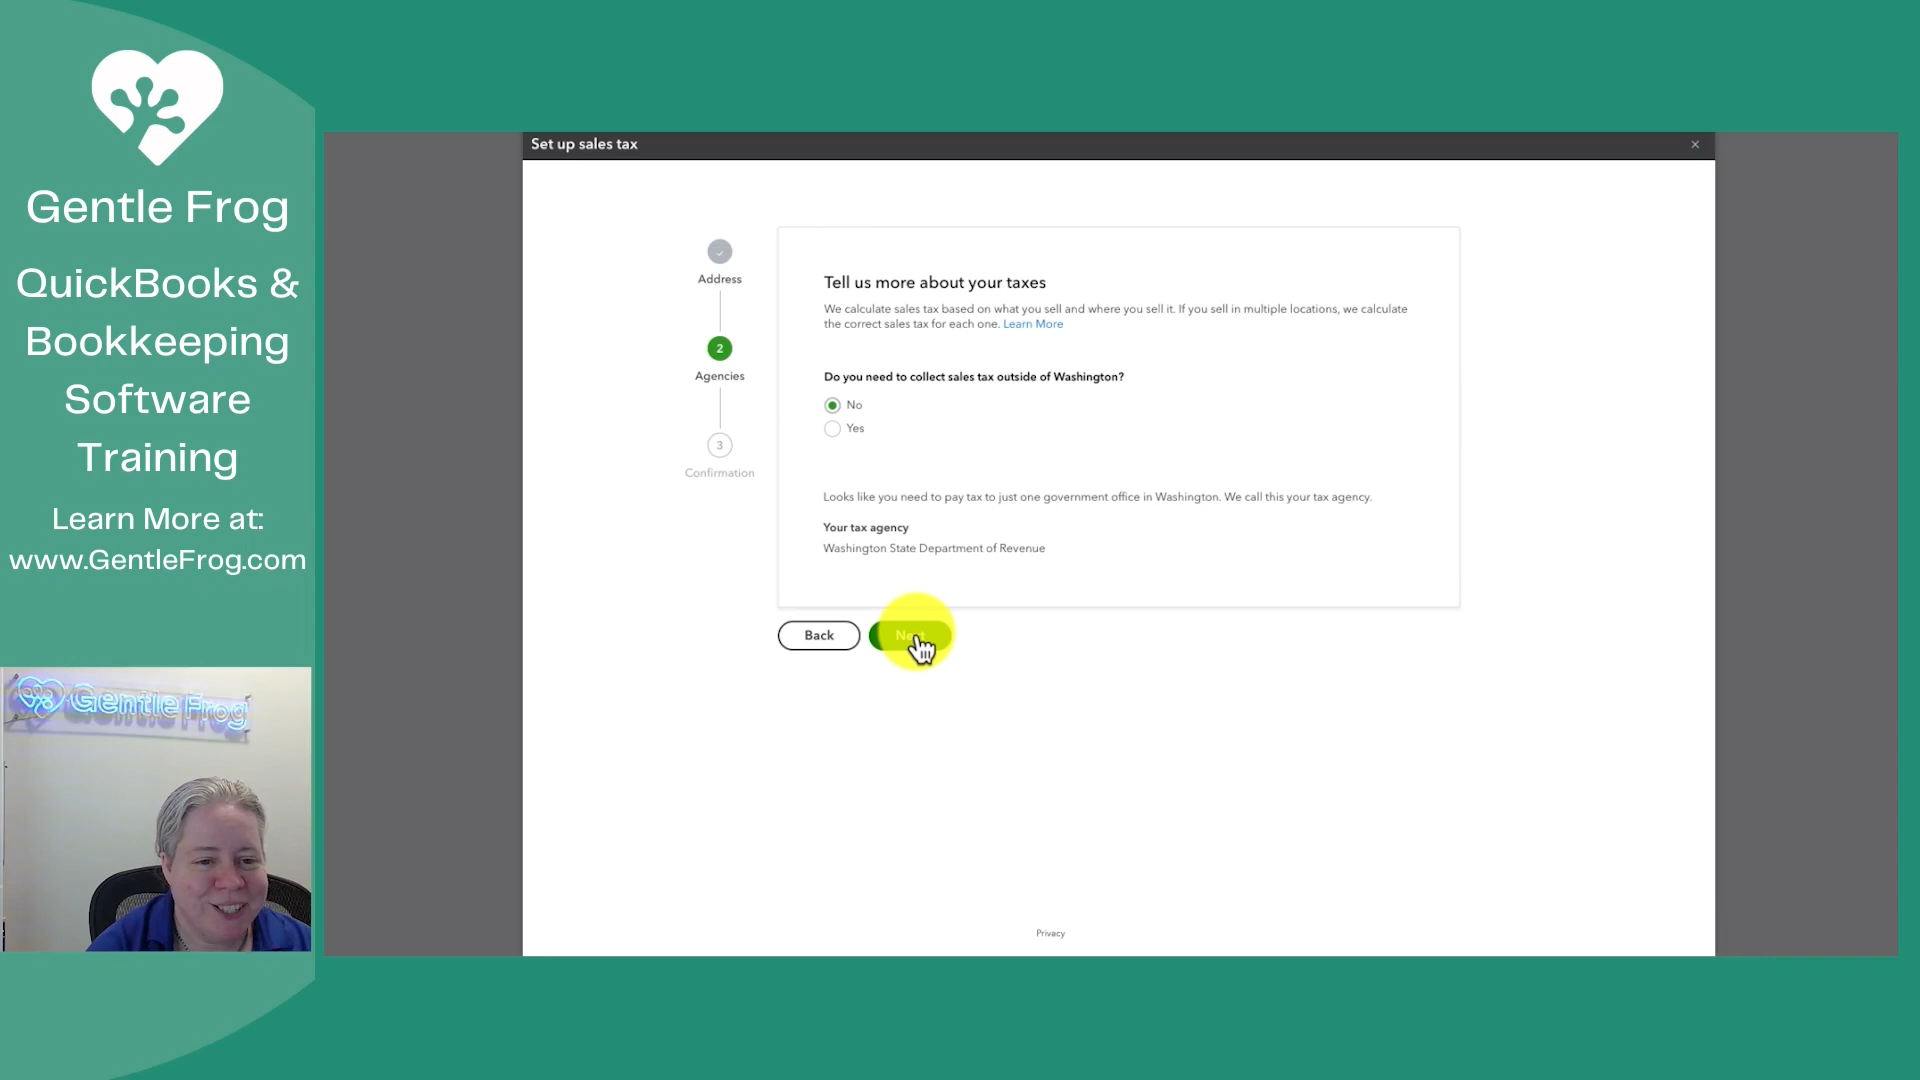 Gentle Frog
QuickBooks &
Bookkeeping
Software
Training
Learn More at:
www.GentleFrog.com
Gentle Frog
Set up sales tax
Address
2
Agencies
3
Confirmation
Tell us more about your taxes
We calculate sales tax based on what you sell and where you sell it. If you sell in multiple locations, we calculate
the correct sales tax for each one. Learn More
Do you need to collect sales tax outside of Washington?
No
Yes
Looks like you need to pay tax to just one government office in Washington. We call this your tax agency.
Your tax agency
Washington State Department of Revenue
Back
Next
Privacy